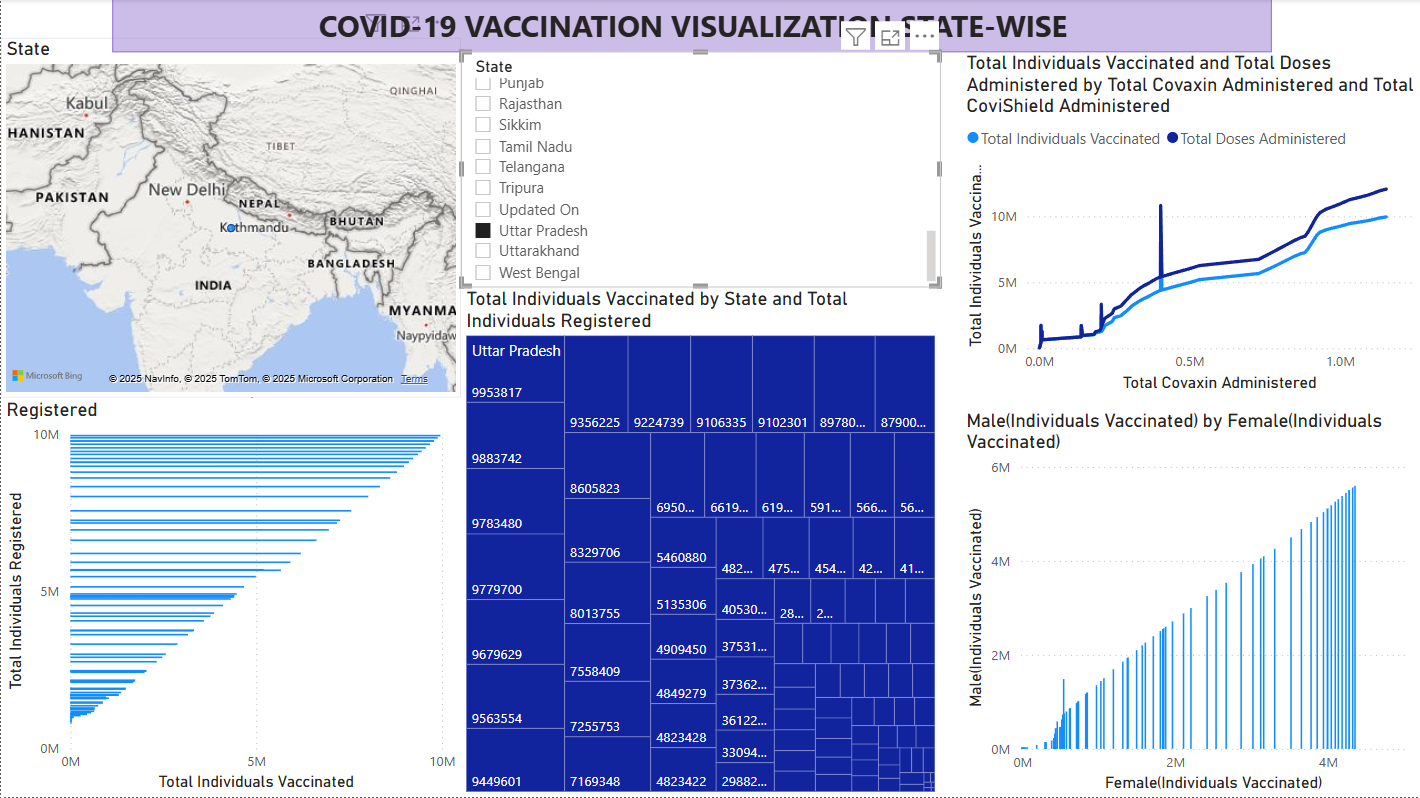 COVID-19 VACCINATION VISUALIZATION STATE-WISE
State
Kabul
QINGHAI
HANISTAN
TIBET
New Delhi
PAKISTAN
NEPAL
Kathmandu
BHUTAN
BANGLADESH
INDIA
MYANMA
Naypyidaw
Microsoft Bing
© 2025 NavInfo, © 2025 TomTom, © 2025 Microsoft Corporation Terms
State
Punjab
Rajasthan
Sikkim
Tamil Nadu
Telangana
Tripura
Updated On
Uttar Pradesh
Uttarakhand
West Bengal
Total Individuals Vaccinated and Total Doses
Administered by Total Covaxin Administered and Total
CoviShield Administered
Total Individuals Vaccinated
Total Doses Administered
Total Individuals Vaccina...
10M
5M
0M
0.0M
0.5M
1.0M
Total Covaxin Administered
Registered
Total Individuals Registered
10M
5M
0M
0M
5M
10M
Total Individuals Vaccinated
Total Individuals Vaccinated by State and Total
Individuals Registered
Uttar Pradesh
9953817
9883742
9783480
9779700
9679629
9563554
9449601
9356225
9224739
9106335
9102301
89780...
87900...
8605823
8329706
8013755
7558409
7255753
7169348
6950...
6619...
619...
591...
566...
56...
5460880
5135306
4909450
4849279
4823428
4823422
482...
475...
454...
42...
41...
40530...
37531...
37362...
36122...
33094...
29882...
28...
2...
Male(Individuals Vaccinated) by Female(Individuals
Vaccinated)
Male(Individuals Vaccinated)
6M
4M
2M
0M
0M
2M
4M
Female(Individuals Vaccinated)